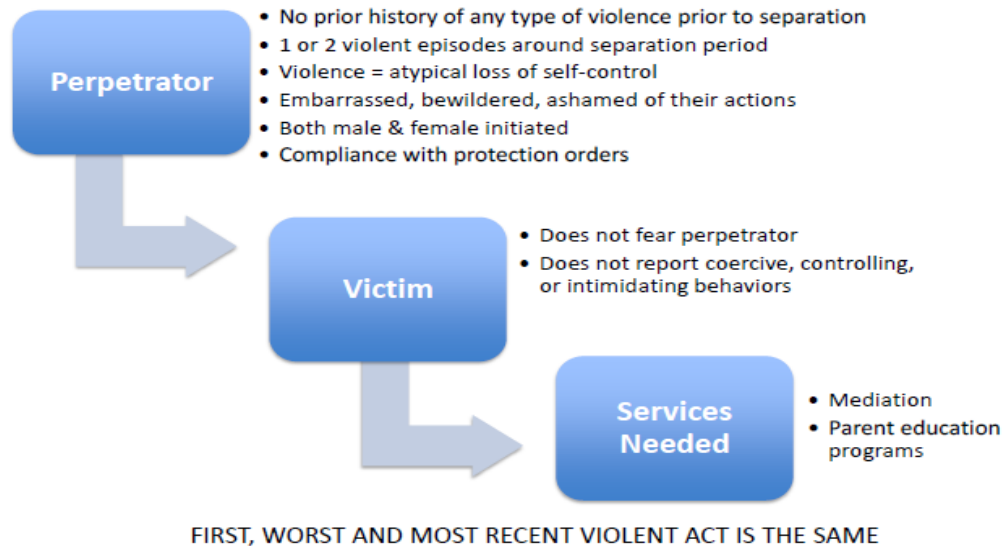 Perpetrator
• No prior history of any type of violence prior to separation
• 1 or 2 violent episodes around separation period
• Violence = atypical loss of self-control
• Embarrassed, bewildered, ashamed of their actions
• Both male & female initiated
• Compliance with protection orders
Victim
• Does not fear perpetrator
• Does not report coercive, controlling,
or intimidating behaviors
Services
Needed
• Mediation
• Parent education
programs
FIRST, WORST AND MOST RECENT VIOLENT ACT IS THE SAME